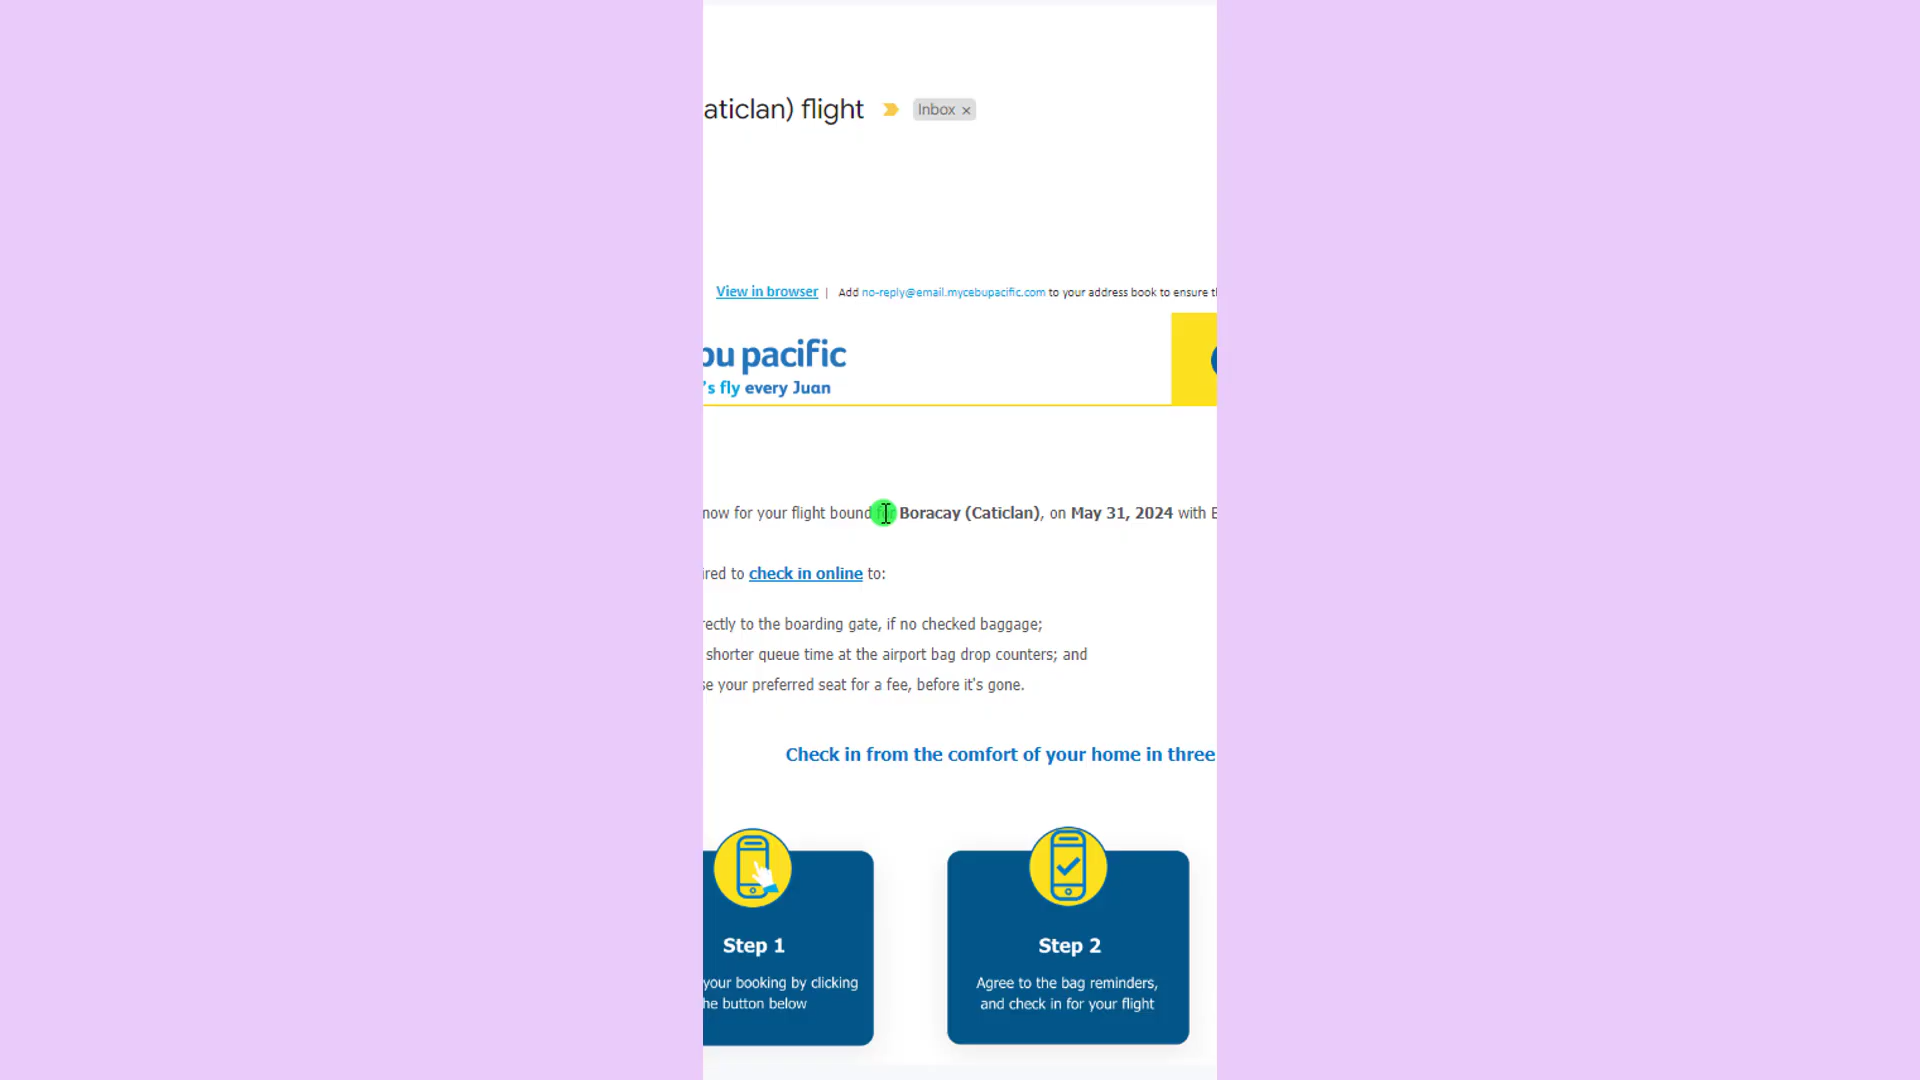 aticlan) flight Inbox ×
View in browser | Add no-reply@email.mycebupacific.com to your address book to ensure
bu pacific
's fly every Juan
now for your flight bound for Boracay (Caticlan), on May 31, 2024 with
ired to check in online to:
rectly to the boarding gate, if no checked baggage;
shorter queue time at the airport bag drop counters; and
se your preferred seat for a fee, before it's gone.
Check in from the comfort of your home in three
Step 1
your booking by clicking
he button below
Step 2
Agree to the bag reminders,
and check in for your flight